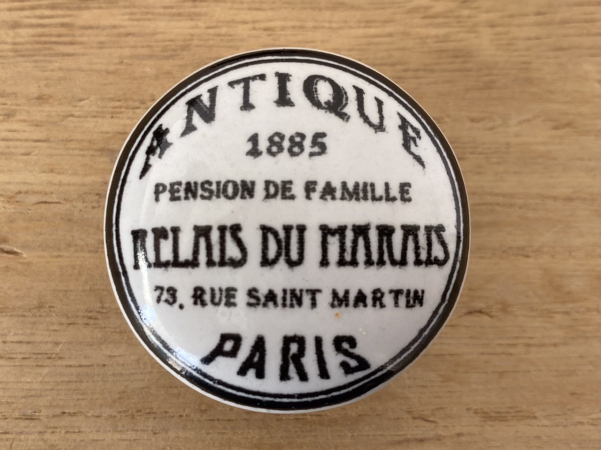 ANTIQUE
1885
PENSION DE FAMILLE
RELAIS DU MARAIS
73, RUE SAINT MARTIN
PARIS